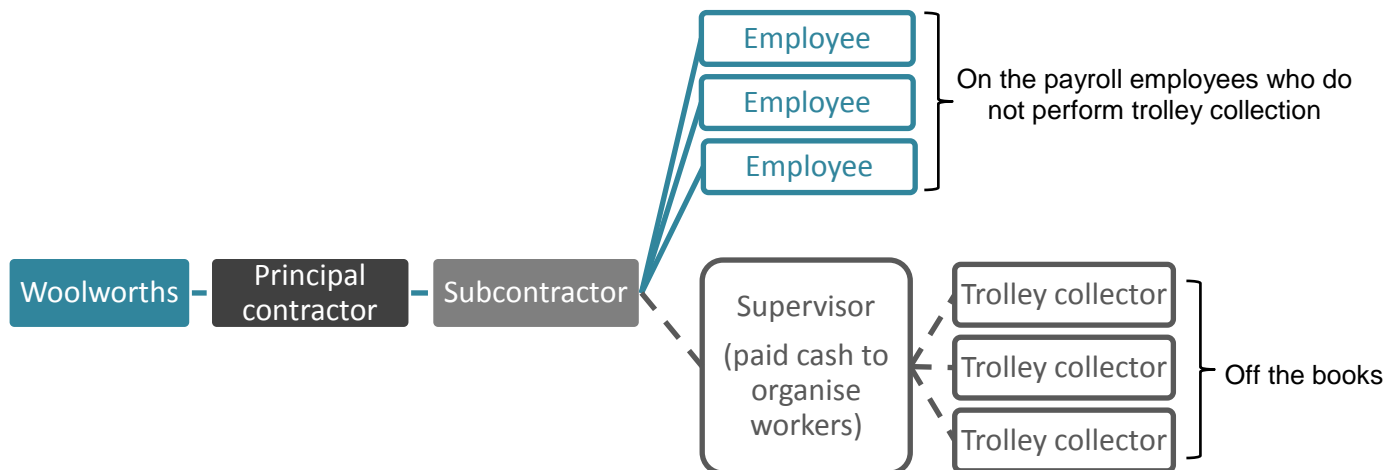 Employee
Employee
Employee
On the payroll employees who do
not perform trolley collection
Woolworths
Principal
contractor
Subcontractor
Supervisor
(paid cash to
organise
workers)
Trolley collector
Trolley collector
Trolley collector
Off the books